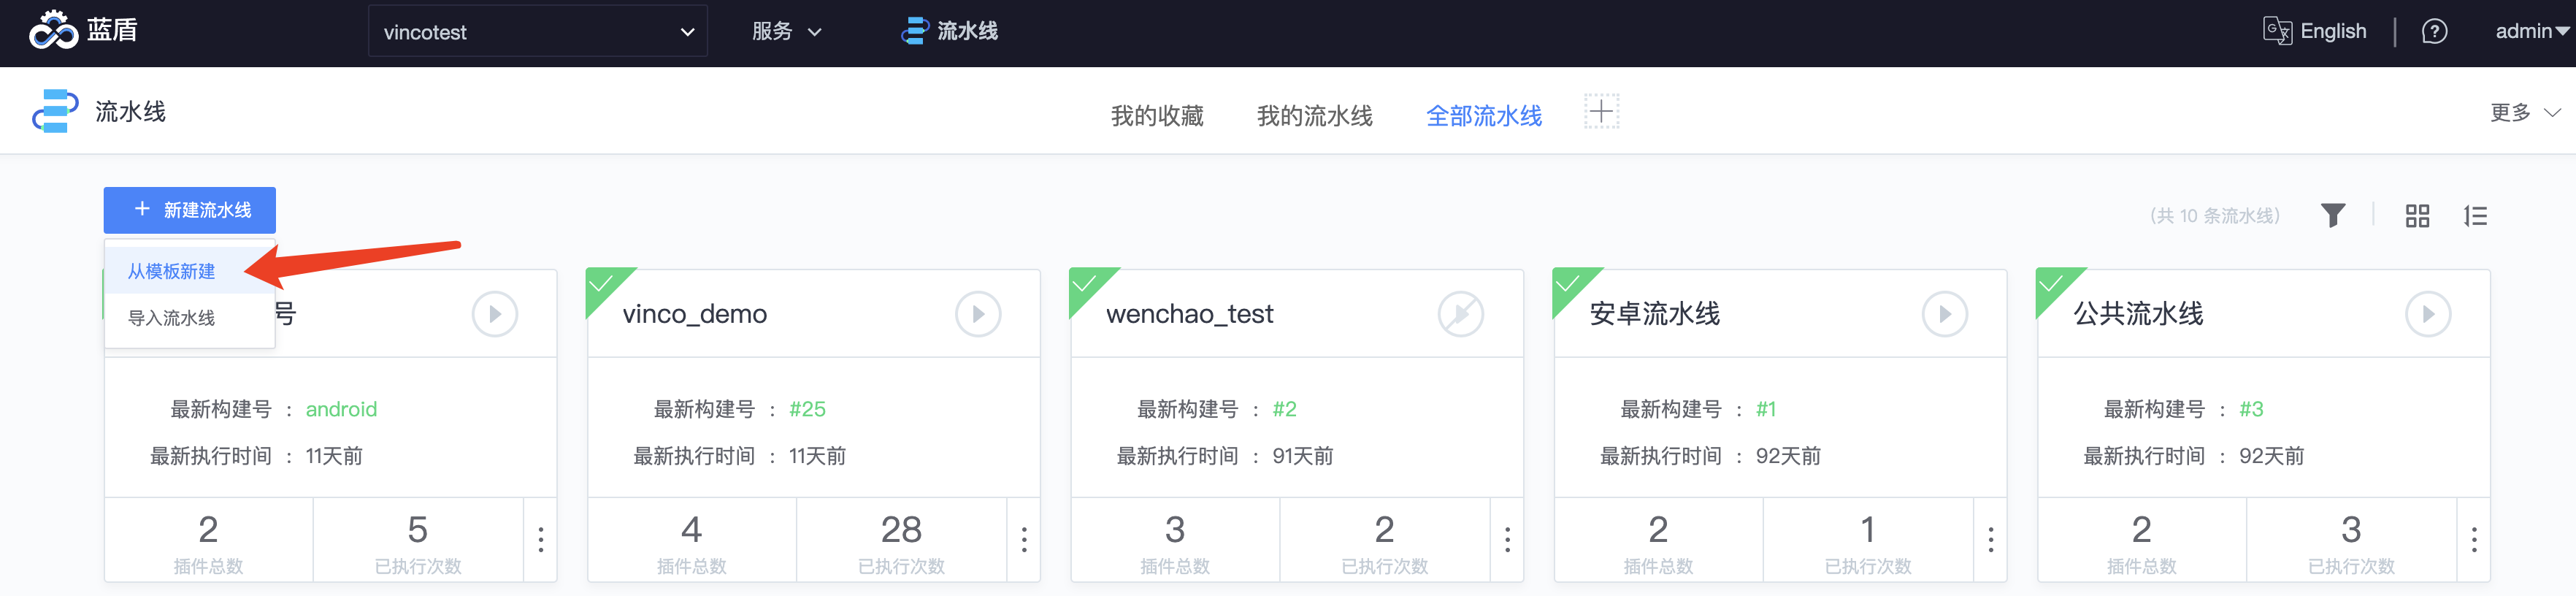 蓝盾
vincotest
服务
流水线
English
admin
流水线
我的收藏
我的流水线
全部流水线
更多
+ 新建流水线
(共 10 条流水线)
从模板新建
导入流水线
号
最新构建号 : android
最新执行时间 : 11天前
2
插件总数
5
已执行次数
vinco_demo
最新构建号 : #25
最新执行时间 : 11天前
4
插件总数
28
已执行次数
wenchao_test
最新构建号 : #2
最新执行时间 : 91天前
3
插件总数
2
已执行次数
安卓流水线
最新构建号 : #1
最新执行时间 : 92天前
2
插件总数
1
已执行次数
公共流水线
最新构建号 : #3
最新执行时间 : 92天前
2
插件总数
3
已执行次数